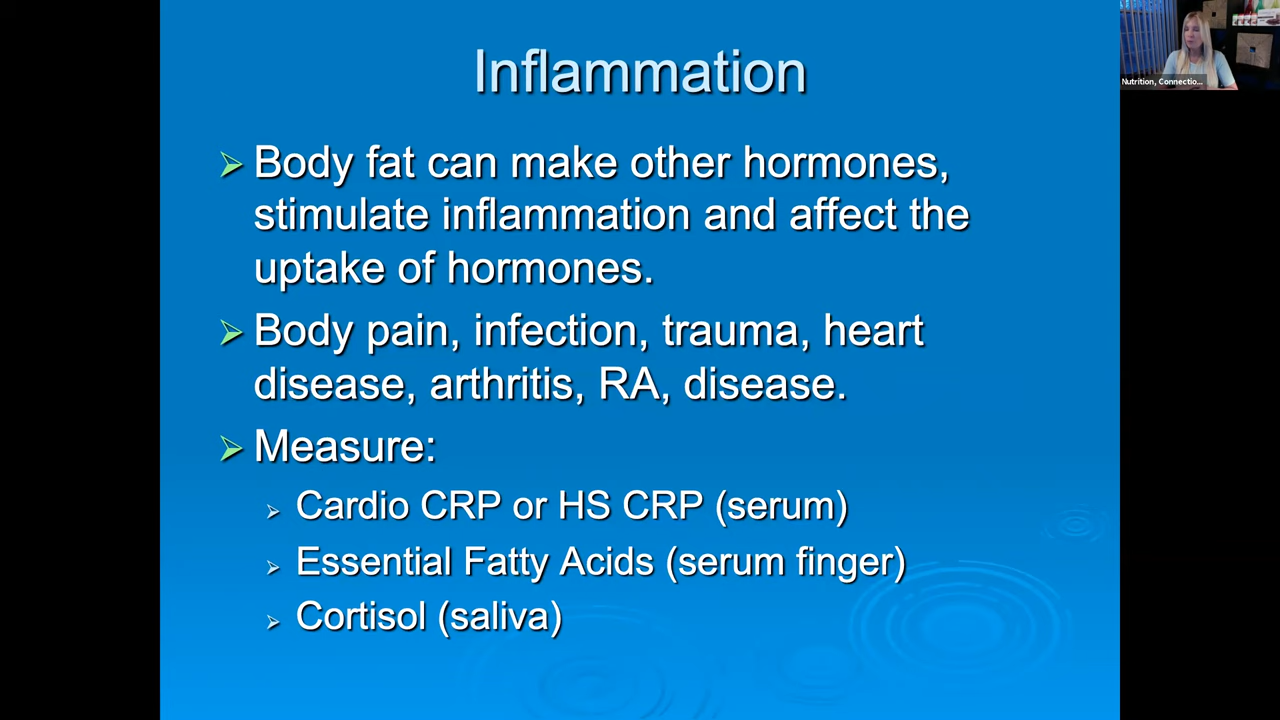 Inflammation
Body fat can make other hormones,
stimulate inflammation and affect the
uptake of hormones.
Body pain, infection, trauma, heart
disease, arthritis, RA, disease.
Measure:
Cardio CRP or HS CRP (serum)
Essential Fatty Acids (serum finger)
Cortisol (saliva)
Nutrition, Connectio...